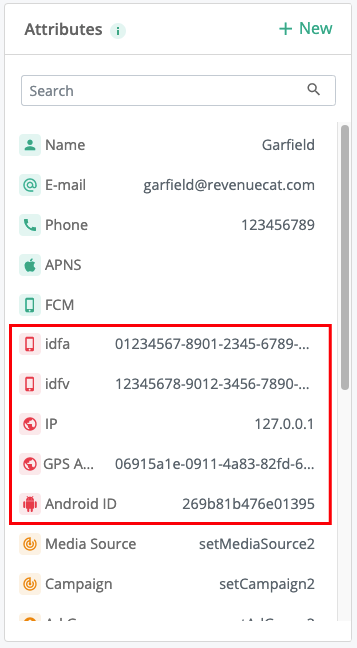 Attributes i + New
Search
Name Garfield
E-mail garfield@revenuecat.com
Phone 123456789
APNS
FCM
idfa 01234567-8901-2345-6789-...
idfv 12345678-9012-3456-7890-...
IP 127.0.0.1
GPS A... 06915a1e-0911-4a83-82fd-6...
Android ID 269b81b476e01395
Media Source setMediaSource2
Campaign setCampaign2